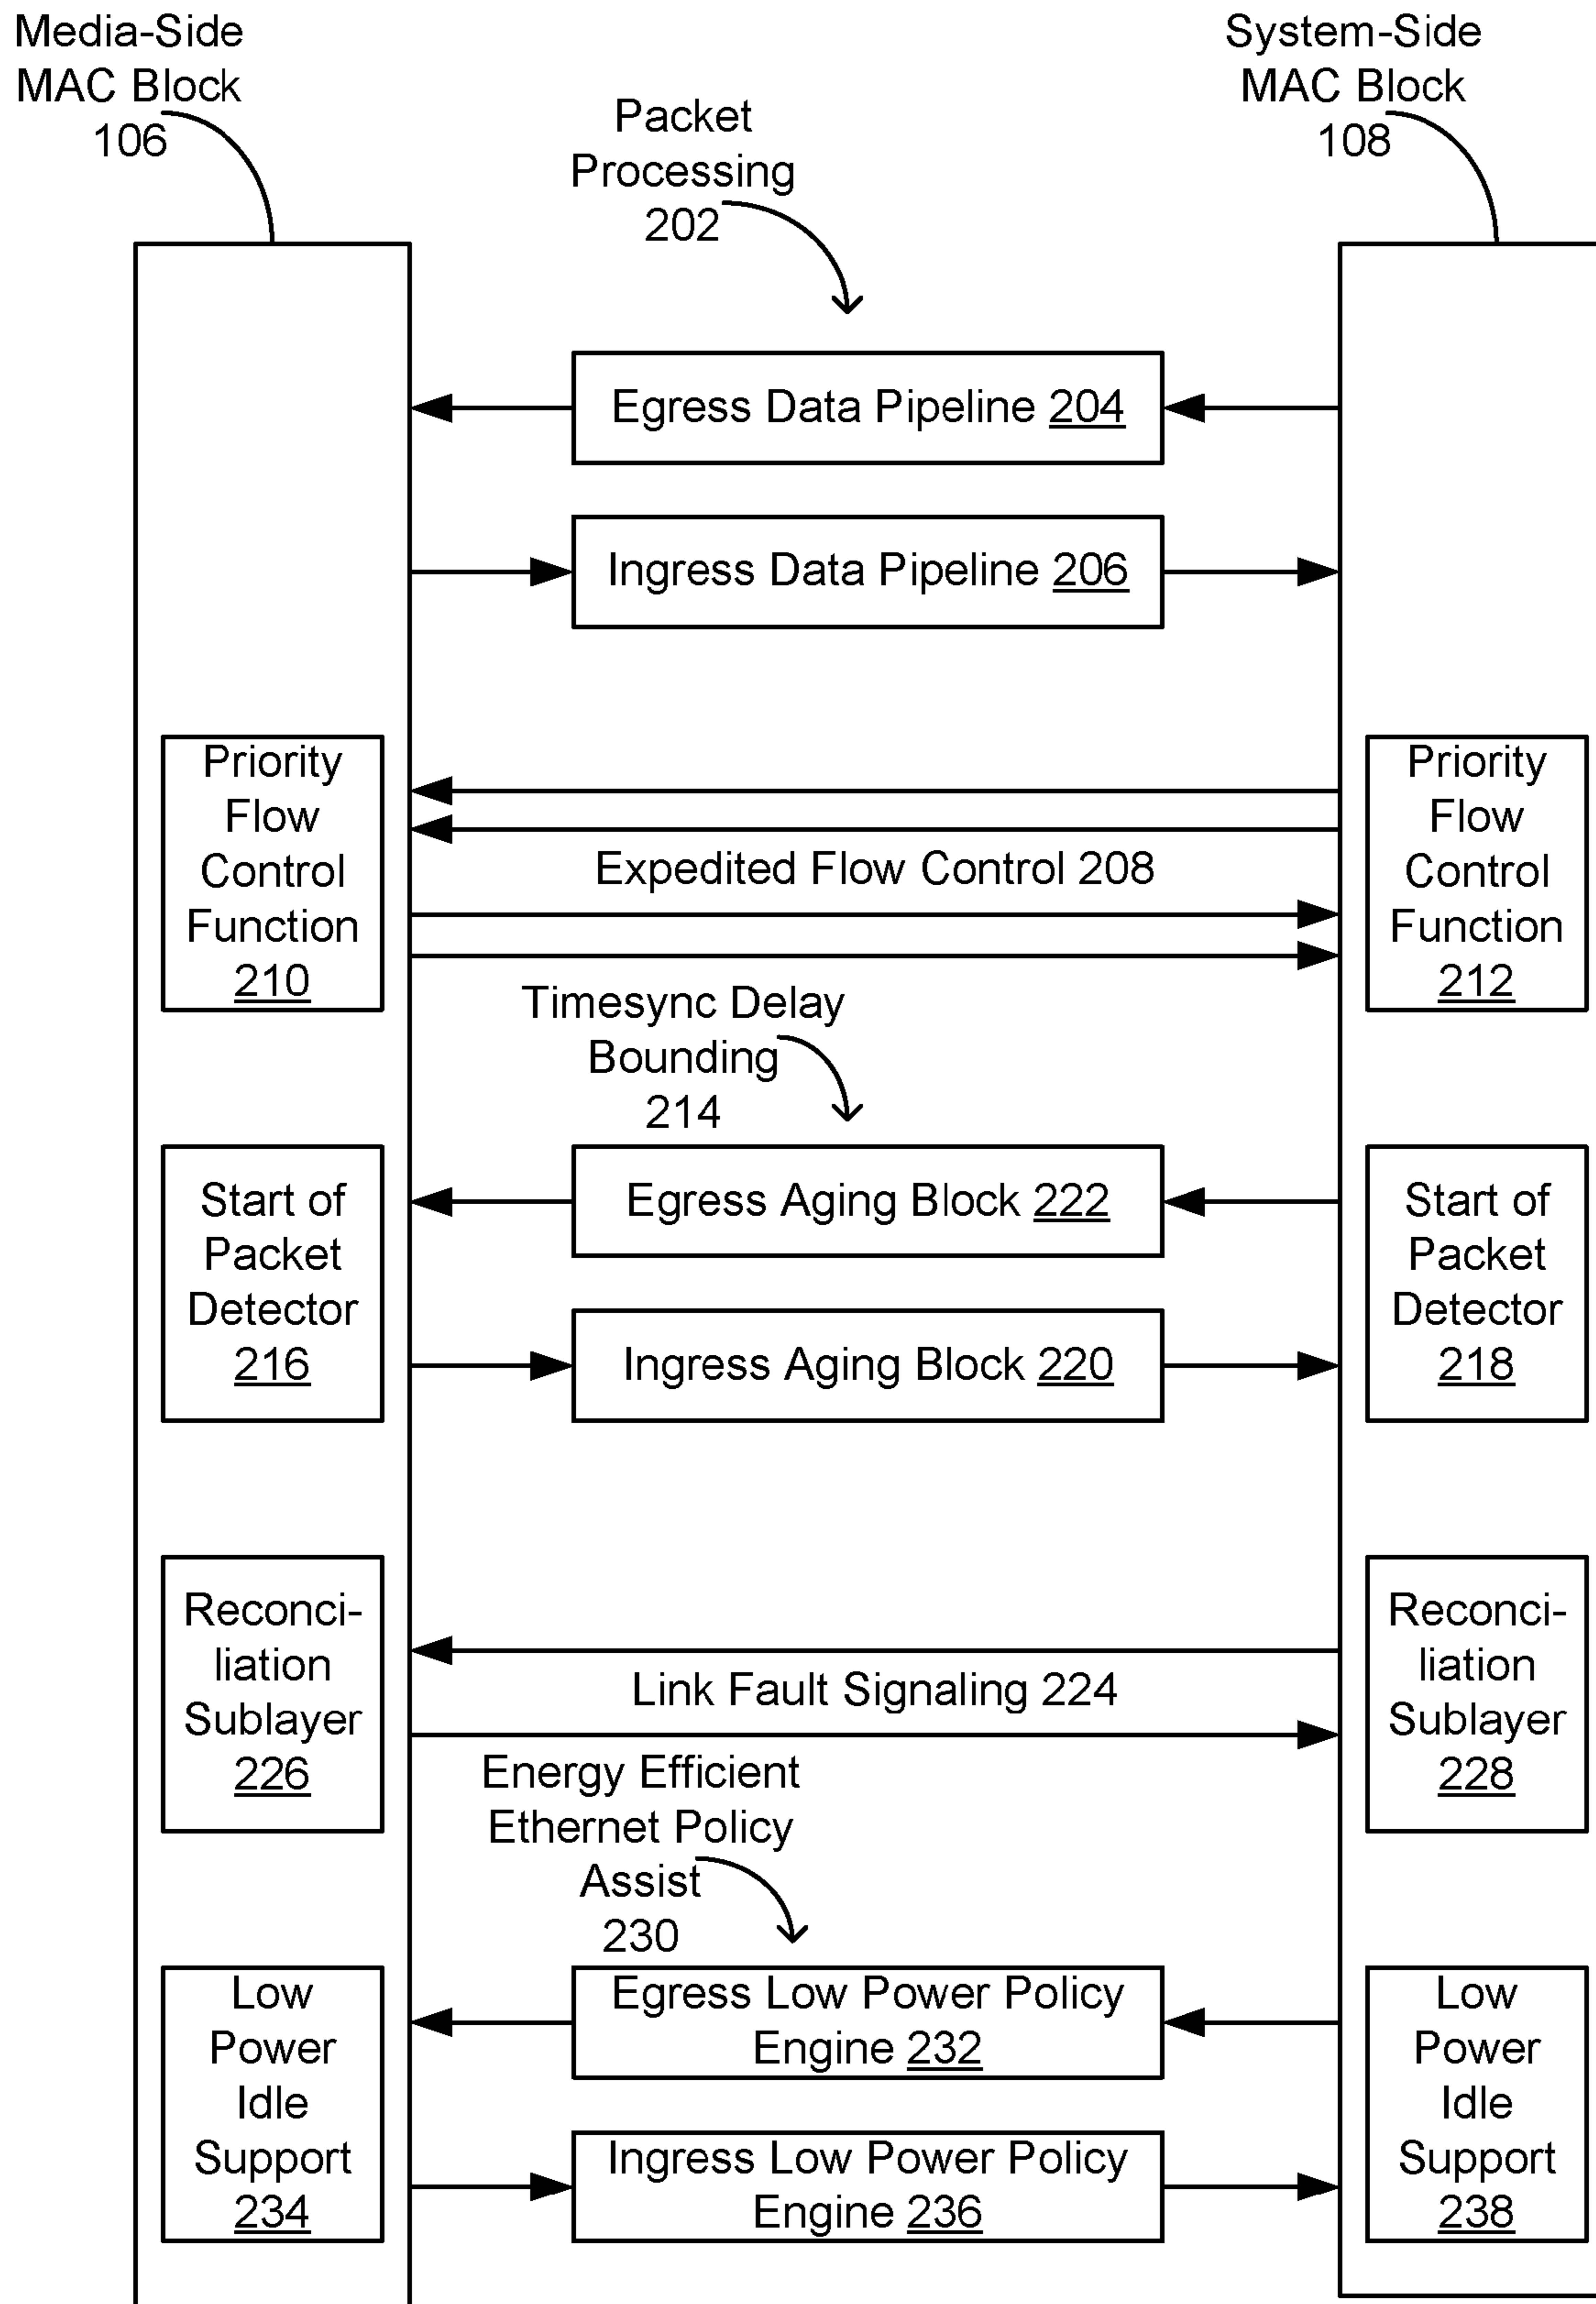 Media-Side
MAC Block
106
System-Side
MAC Block
108
Packet
Processing
202
Egress Data Pipeline 204
Ingress Data Pipeline 206
Priority
Flow
Control
Function
210
Expedited Flow Control 208
Priority
Flow
Control
Function
212
Timesync Delay
Bounding
214
Start of
Packet
Detector
216
Egress Aging Block 222
Ingress Aging Block 220
Start of
Packet
Detector
218
Reconci-
liation
Sublayer
226
Link Fault Signaling 224
Reconci-
liation
Sublayer
228
Energy Efficient
Ethernet Policy
Assist
230
Low
Power
Idle
Support
234
Egress Low Power Policy
Engine 232
Ingress Low Power Policy
Engine 236
Low
Power
Idle
Support
238